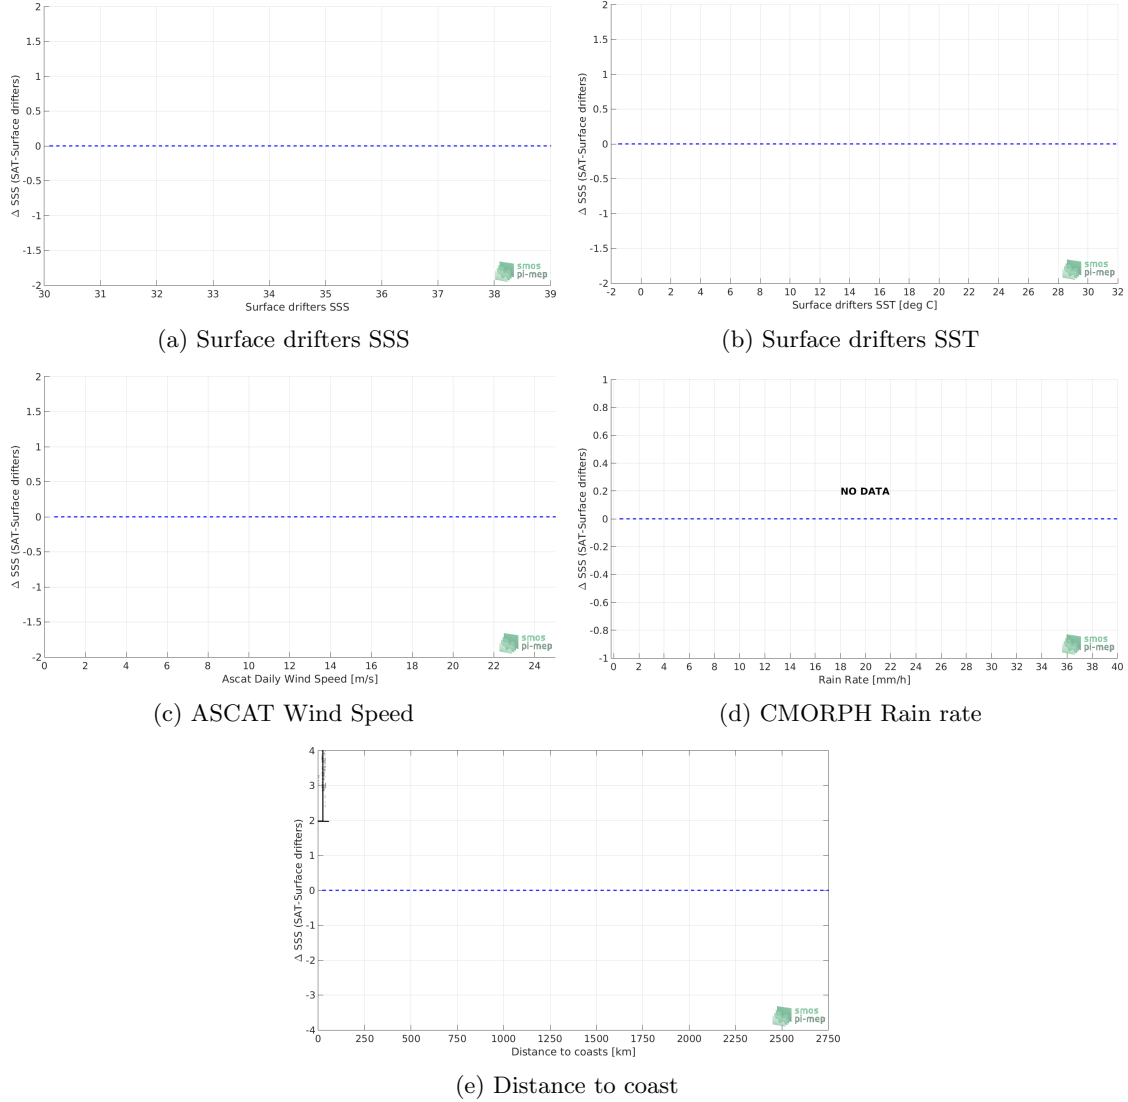 2
1.5
1
0.5
0
-0.5
-1
-1.5
-2
Δ SSS (SAT-Surface drifters)
30 31 32 33 34 35 36 37 38 39
Surface drifters SSS
smos
pi-mep
(a) Surface drifters SSS
2
1.5
1
0.5
0
-0.5
-1
-1.5
-2
Δ SSS (SAT-Surface drifters)
-2 0 2 4 6 8 10 12 14 16 18 20 22 24 26 28 30 32
Surface drifters SST [deg C]
smos
pi-mep
(b) Surface drifters SST
2
1.5
1
0.5
0
-0.5
-1
-1.5
-2
Δ SSS (SAT-Surface drifters)
0 2 4 6 8 10 12 14 16 18 20 22 24
Ascat Daily Wind Speed [m/s]
smos
pi-mep
(c) ASCAT Wind Speed
1
0.8
0.6
0.4
0.2
0
-0.2
-0.4
-0.6
-0.8
-1
Δ SSS (SAT-Surface drifters)
NO DATA
0 2 4 6 8 10 12 14 16 18 20 22 24 26 28 30 32 34 36 38 40
Rain Rate [mm/h]
smos
pi-mep
(d) CMORPH Rain rate
4
3
2
1
0
-1
-2
-3
-4
Δ SSS (SAT-Surface drifters)
0 250 500 750 1000 1250 1500 1750 2000 2250 2500 2750
Distance to coasts [km]
smos
pi-mep
(e) Distance to coast